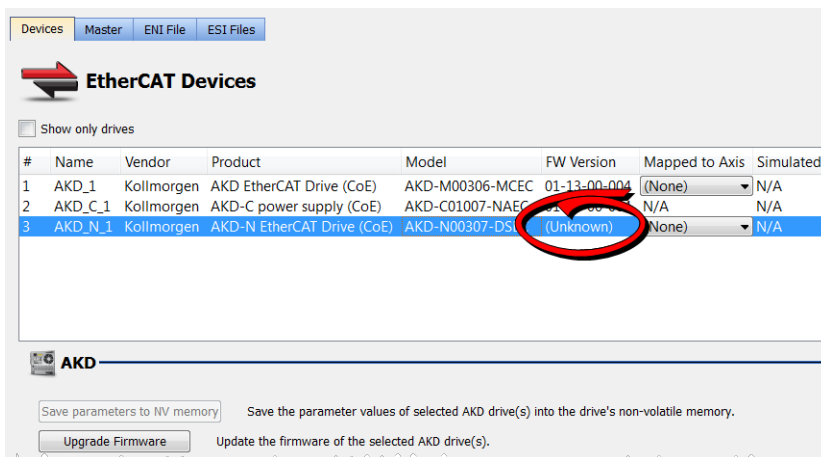 Devices Master ENI File ESI Files
EtherCAT Devices
Show only drives
# Name Vendor Product Model FW Version Mapped to Axis Simulated
1 AKD_1 Kollmorgen AKD EtherCAT Drive (CoE) AKD-M00306-MCEC 01-13-00-004 (None) N/A
2 AKD_C_1 Kollmorgen AKD-C power supply (CoE) AKD-C01007-NAEC N/A N/A
3 AKD_N_1 Kollmorgen AKD-N EtherCAT Drive (CoE) (Unknown) (None) N/A
AKD
Save parameters to NV memory Save the parameter values of selected AKD drive(s) into the drive's non-volatile memory.
Upgrade Firmware Update the firmware of the selected AKD drive(s).